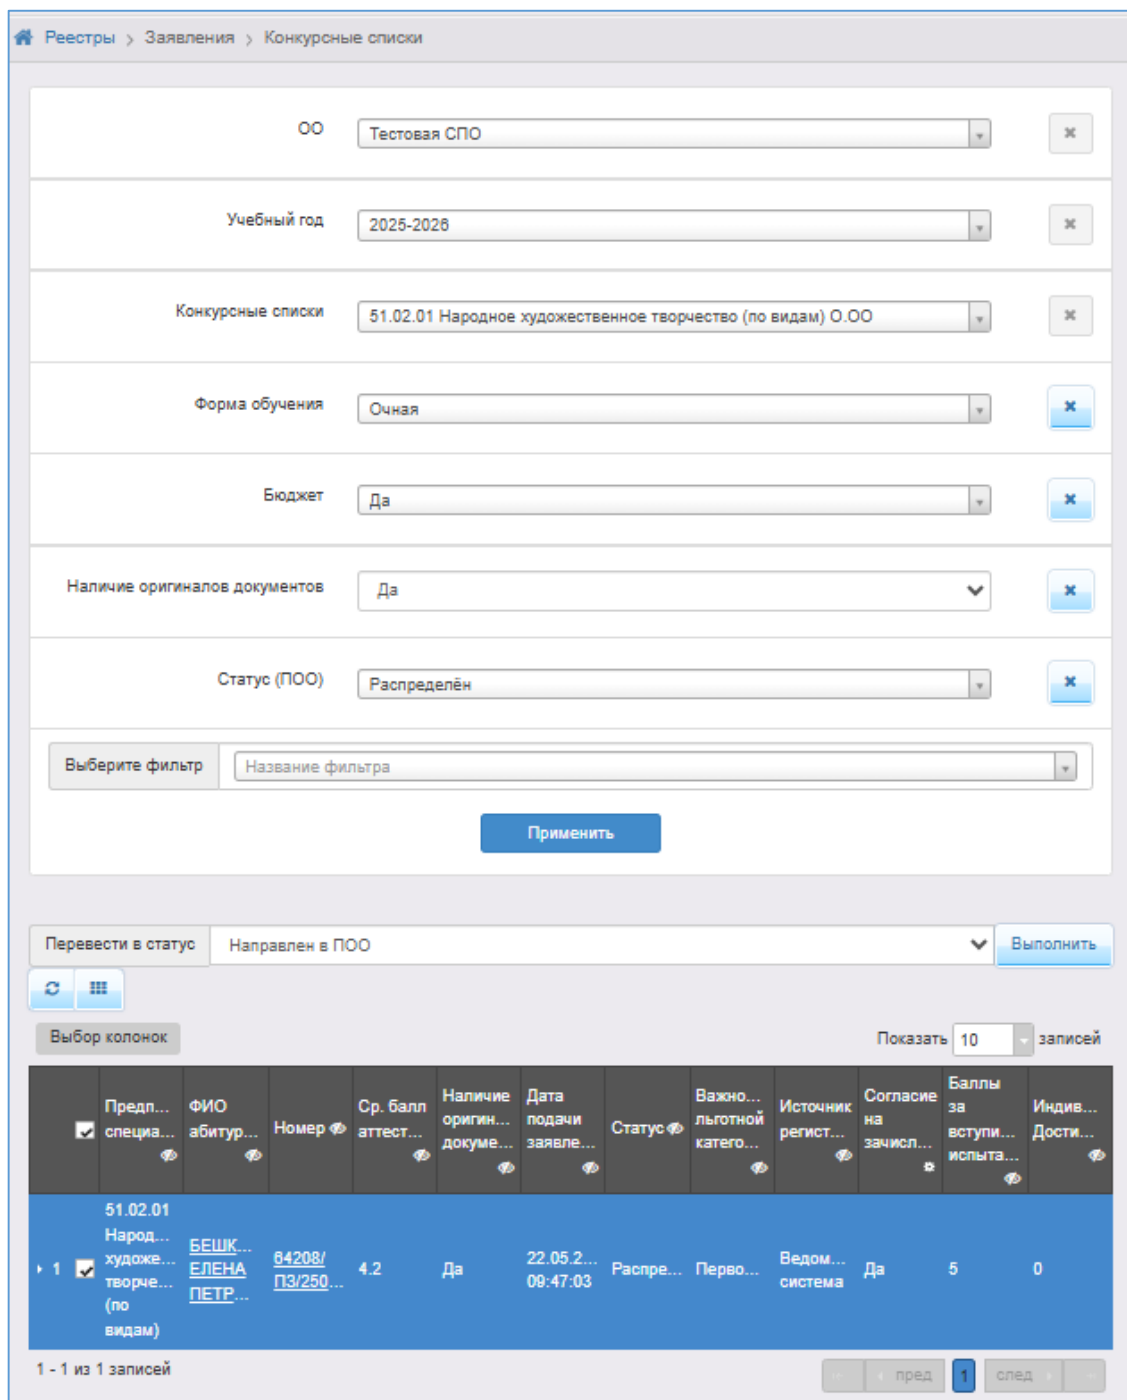 Реестры > Заявления > Конкурсные списки
ОО Тестовая СПО
Учебный год 2025-2026
Конкурсные списки 51.02.01 Народное художественное творчество (по видам) О.ОО
Форма обучения Очная
Бюджет Да
Наличие оригиналов документов Да
Статус (ПОО) Распределён
Выберите фильтр Название фильтра
Применить
Перевести в статус Направлен в ПОО Выполнить
Выбор колонок Показать 10 записей
Предп... специа...
ФИО абитур...
Номер
Ср. балл аттест...
Наличие оригин... докуме...
Дата подачи заявле...
Статус
Важно... льготной катего...
Источник регист...
Согласие на зачисл...
Баллы за вступи... испыта...
Индив... Дости...
1
51.02.01 Народ... художе... творче... (по видам)
БЕШК... ЕЛЕНА ПЕТР...
64208/ПЗ/250...
4.2
Да
22.05.2... 09:47:03
Распре...
Перво...
Ведом... система
Да
5
0
1 - 1 из 1 записей пред 1 след